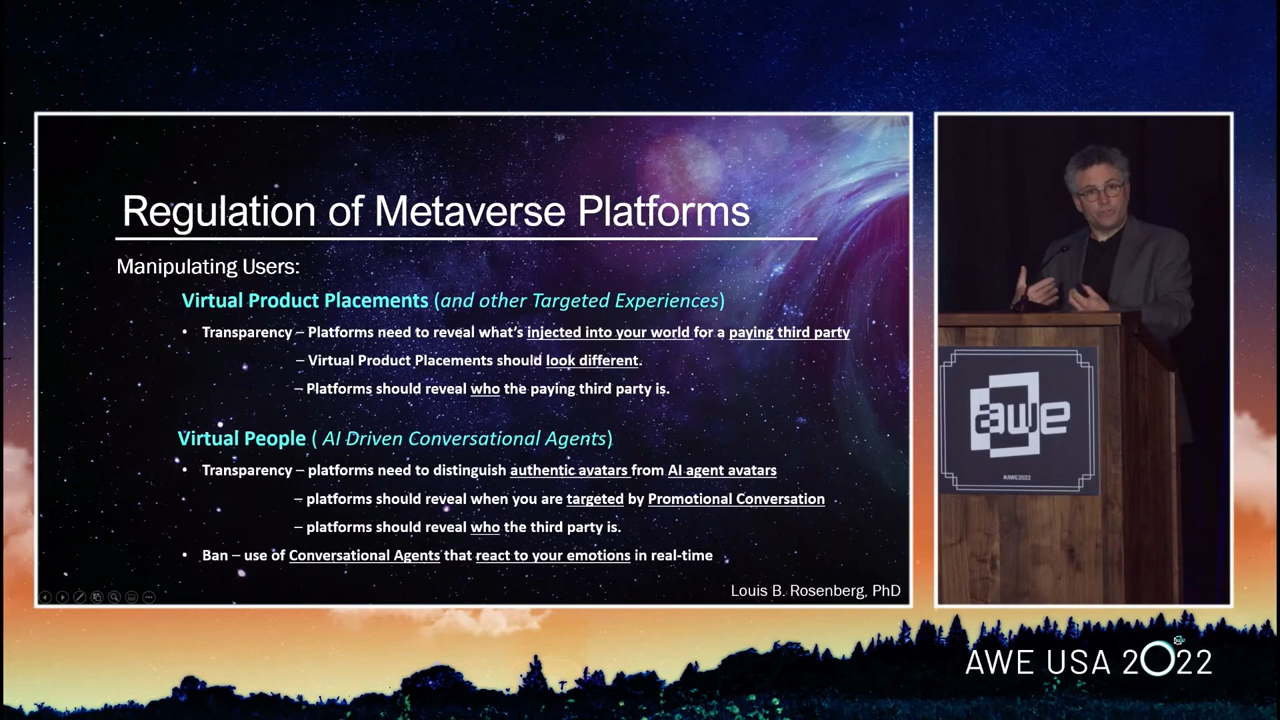 Regulation of Metaverse Platforms
Manipulating Users:
Virtual Product Placements (and other Targeted Experiences)
• Transparency – Platforms need to reveal what's injected into your world for a paying third party
– Virtual Product Placements should look different.
– Platforms should reveal who the paying third party is.
Virtual People ( AI Driven Conversational Agents)
• Transparency – platforms need to distinguish authentic avatars from AI agent avatars
– platforms should reveal when you are targeted by Promotional Conversation
– platforms should reveal who the third party is.
• Ban – use of Conversational Agents that react to your emotions in real-time
Louis B. Rosenberg, PhD
awe
#AWE2022
AWE USA 2022